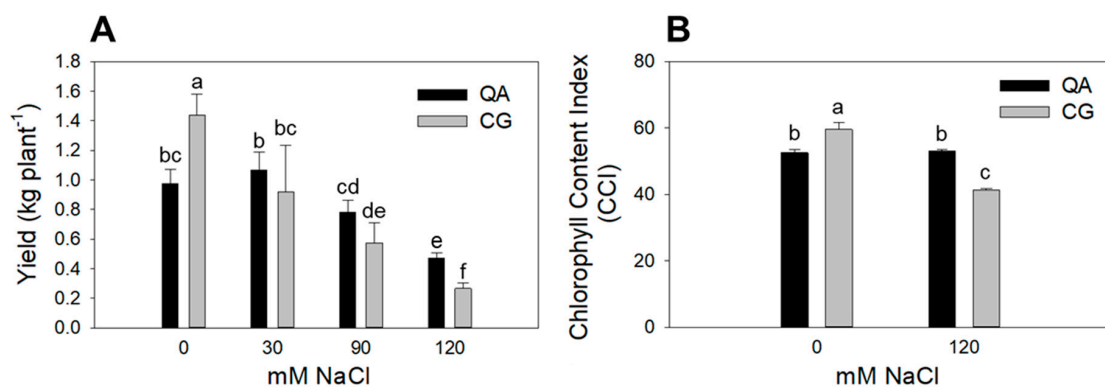 A
Yield (kg plant⁻¹)
1.8
1.6
1.4
1.2
1.0
0.8
0.6
0.4
0.2
0.0
QA
CG
bc
a
b
bc
cd
de
e
f
0
30
90
120
mM NaCl
B
Chlorophyll Content Index
(CCI)
80
60
40
20
0
QA
CG
b
a
b
c
0
120
mM NaCl